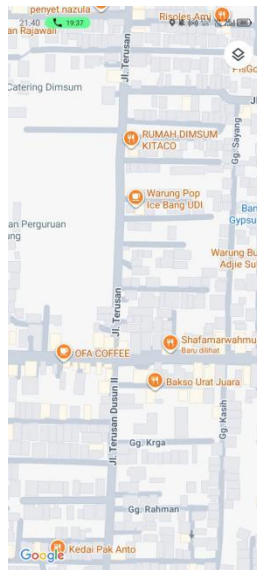 penyet nazula
Risoles Amy
21.40
19:37
an Rajawali
Jl. Terusan
Catering Dimsum
RUMAH DIMSUM
KITACO
Gg. Sayang
Warung Pop
Ice Bang UDI
an Perguruan
ung
Ban
Gypsu
Warung Bu
Adjie Su
Jl. Terusan
Shafamarwahmu
Baru dilihat
OFA COFFEE
Bakso Urat Juara
Jl. Terusan Dusun II
Gg. Kasih
Gg. Krga
Gg. Rahman
Google
Kedai Pak Anto